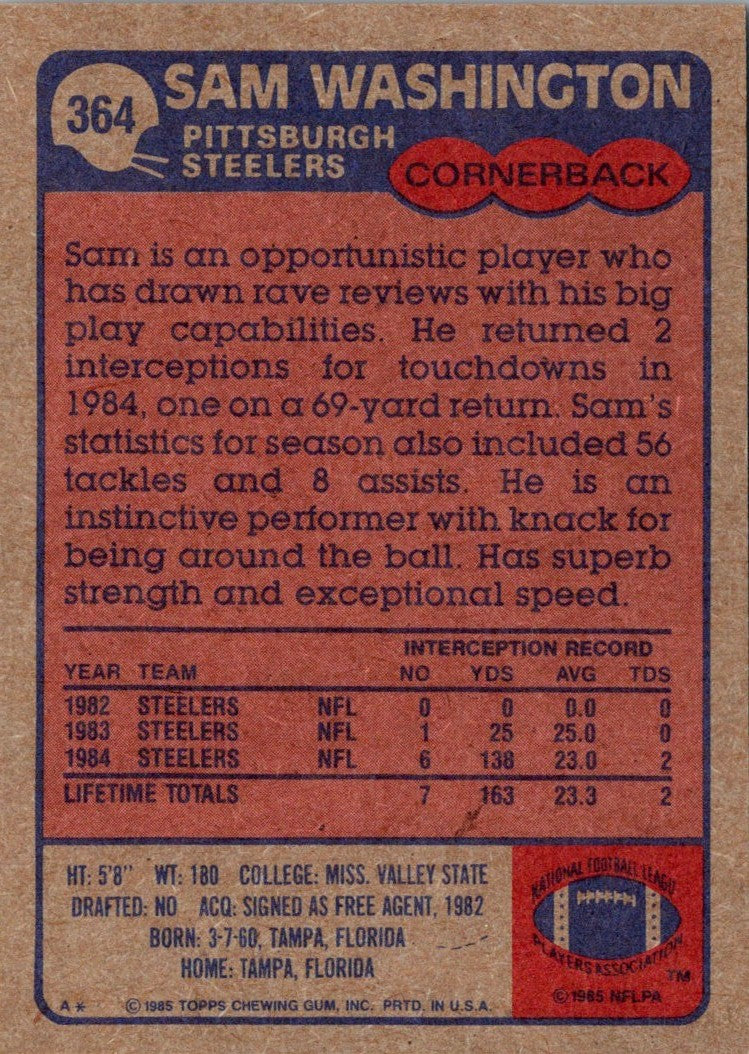 364
SAM WASHINGTON
PITTSBURGH
STEELERS
CORNERBACK
Sam is an opportunistic player who
has drawn rave reviews with his big
play capabilities. He returned 2
interceptions for touchdowns in
1984, one on a 69-yard return. Sam's
statistics for season also included 56
tackles and 8 assists. He is an
instinctive performer with knack for
being around the ball. Has superb
strength and exceptional speed.
INTERCEPTION RECORD
YEAR TEAM NO YDS AVG TDS
1982 STEELERS NFL 0 0 0.0 0
1983 STEELERS NFL 1 25 25.0 0
1984 STEELERS NFL 6 138 23.0 2
LIFETIME TOTALS 7 163 23.3 2
HT: 5'8" WT: 180 COLLEGE: MISS. VALLEY STATE
DRAFTED: NO ACQ: SIGNED AS FREE AGENT, 1982
BORN: 3-7-60, TAMPA, FLORIDA
HOME: TAMPA, FLORIDA
A* © 1985 TOPPS CHEWING GUM, INC. PRTD. IN U.S.A.
NATIONAL FOOTBALL LEAGUE
PLAYERS ASSOCIATION
TM
© 1985 NFLPA